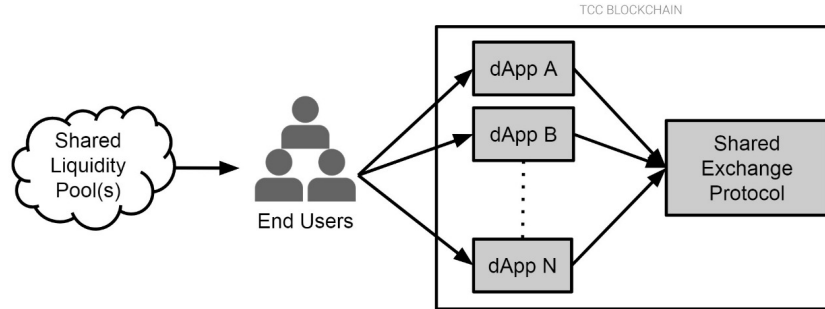 TCC BLOCKCHAIN
Shared
Liquidity
Pool(s)
End Users
dApp A
dApp B
dApp N
Shared
Exchange
Protocol